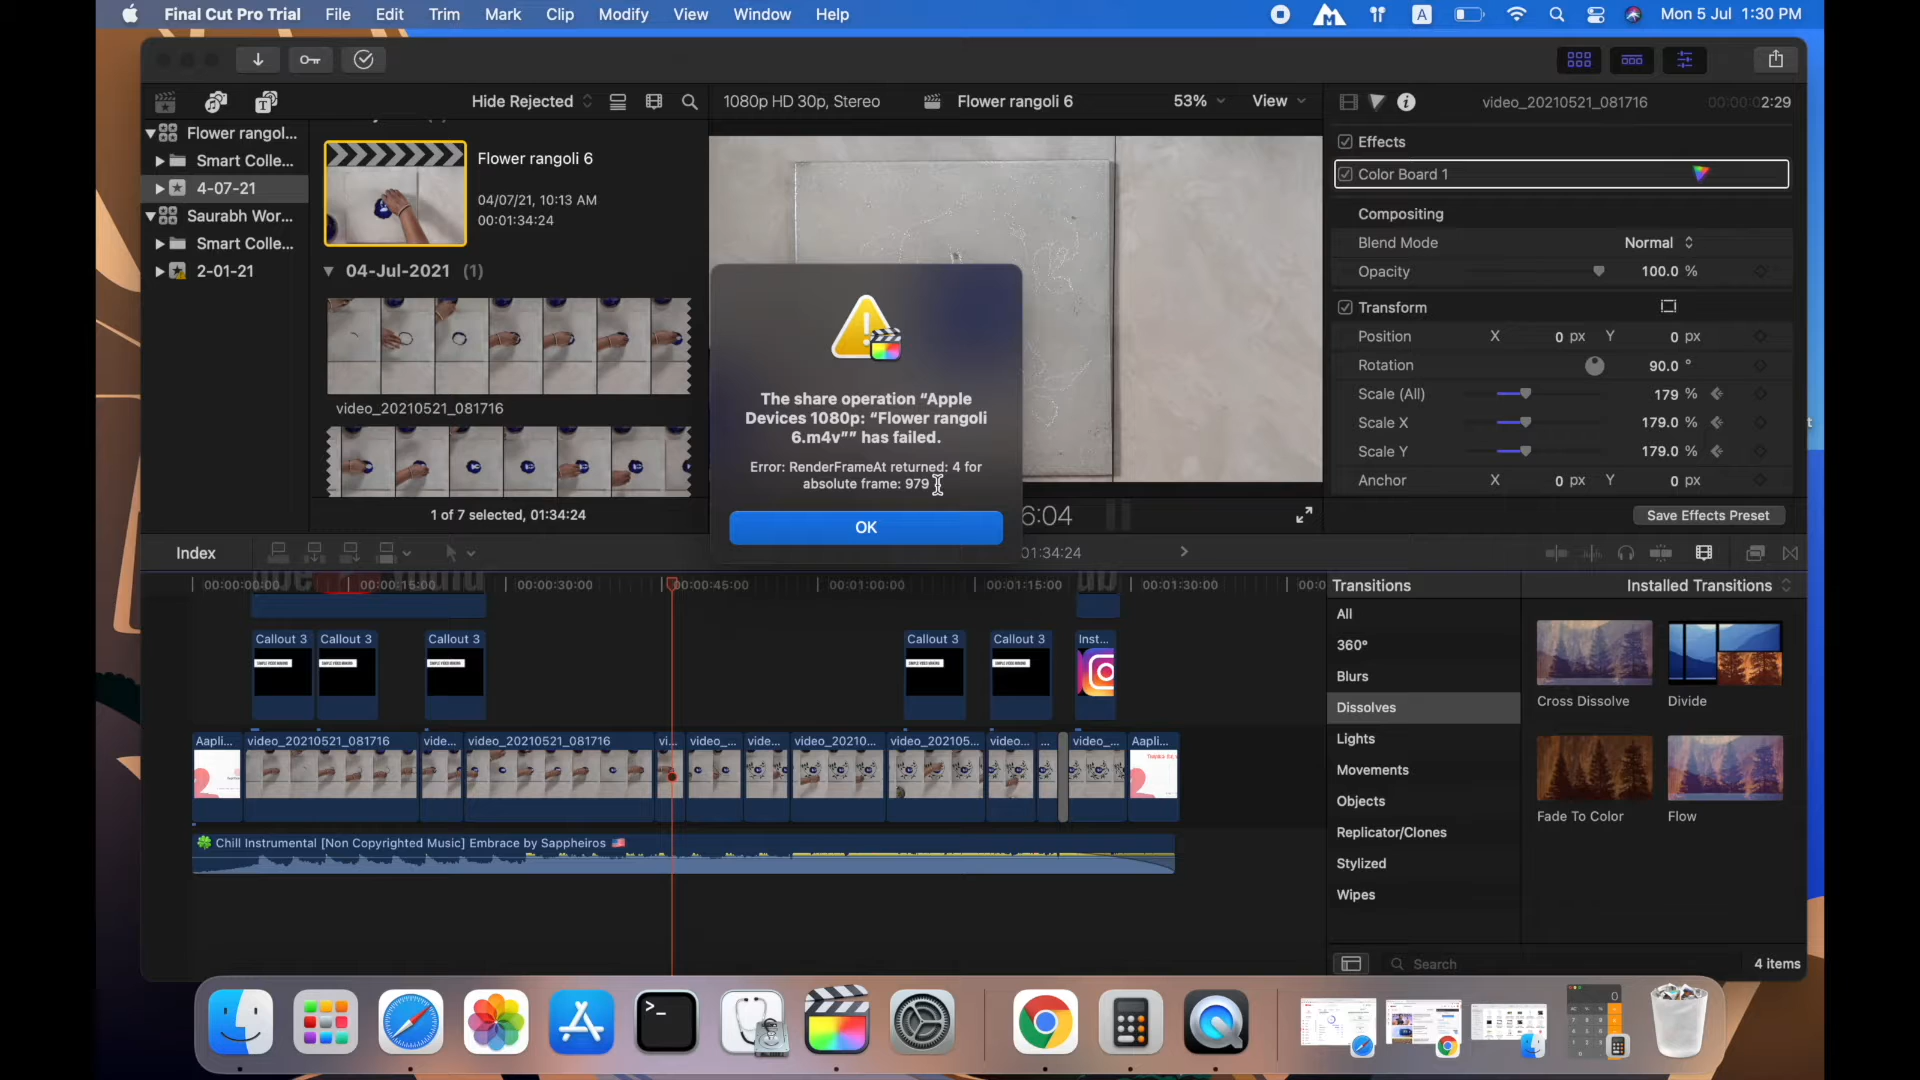 Final Cut Pro Trial File Edit Trim Mark Clip Modify View Window Help
A
Mon 5 Jul 1:30 PM
Hide Rejected
1080p HD 30p, Stereo
Flower rangoli 6
53%
View
video_20210521_081716
00:00:02:29
T
Flower rangol...
Smart Colle...
4-07-21
Saurabh Wor...
Smart Colle...
2-01-21
Flower rangoli 6
04/07/21, 10:13 AM
00:01:34:24
04-Jul-2021 (1)
video_20210521_081716
1 of 7 selected, 01:34:24
The share operation “Apple
Devices 1080p: “Flower rangoli
6.m4v”” has failed.
Error: RenderFrameAt returned: 4 for
absolute frame: 979
OK
6:04
01:34:24
Effects
Color Board 1
Compositing
Blend Mode Normal
Opacity 100.0 %
Transform
Position X 0 px Y 0 px
Rotation 90.0 °
Scale (All) 179 %
Scale X 179.0 %
Scale Y 179.0 %
Anchor X 0 px Y 0 px
Save Effects Preset
Index
00:00:00:00 00:00:15:00 00:00:30:00 00:00:45:00 00:01:00:00 00:01:15:00 00:01:30:00
Callout 3 Callout 3 Callout 3 Callout 3 Callout 3 Inst...
Aapli... video_20210521_081716 vide... video_20210521_081716 vi... video_... vide... video_20210... video_202105... video... ... video_... Aapli...
Chill Instrumental [Non Copyrighted Music] Embrace by Sappheiros
Transitions
Installed Transitions
All
360°
Blurs
Dissolves
Lights
Movements
Objects
Replicator/Clones
Stylized
Wipes
Cross Dissolve
Divide
Fade To Color
Flow
Search
4 items